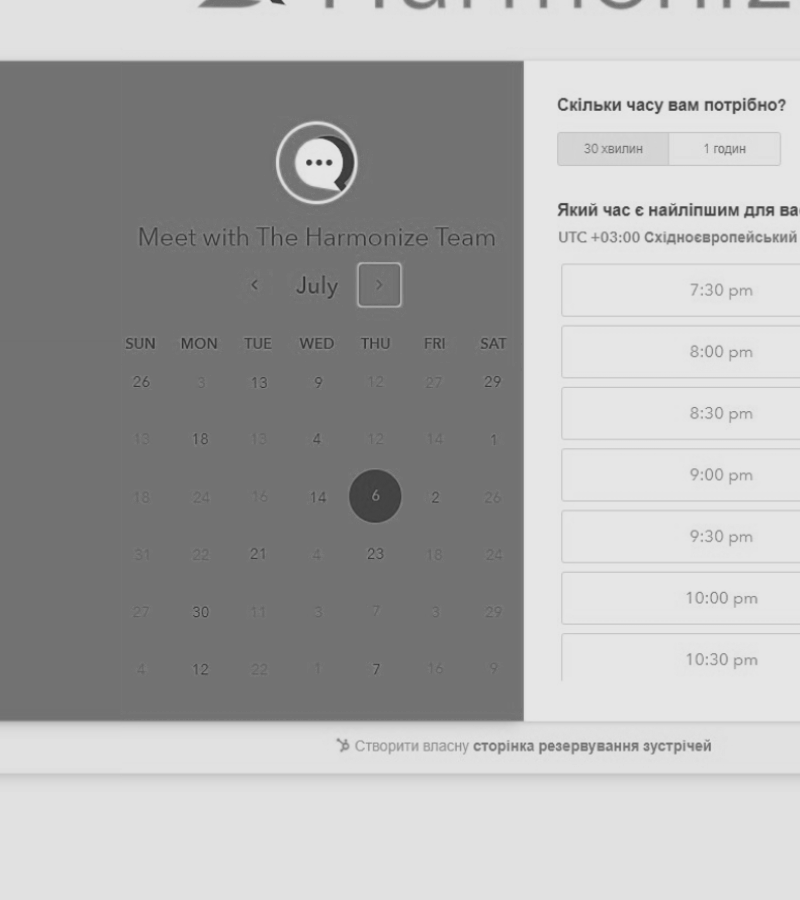 Harmonize
Meet with The Harmonize Team
July
SUN MON TUE WED THU FRI SAT
26 3 13 9 12 27 29
13 18 13 4 12 14 1
18 24 16 14 6 2 26
31 22 21 4 23 18 24
27 30 11 3 7 3 29
4 12 22 1 7 16 9
Скільки часу вам потрібно?
30 хвилин 1 годин
Який час є найліпшим для ва
UTC +03:00 Східноєвропейський
7:30 pm
8:00 pm
8:30 pm
9:00 pm
9:30 pm
10:00 pm
10:30 pm
Створити власну сторінка резервування зустрічей